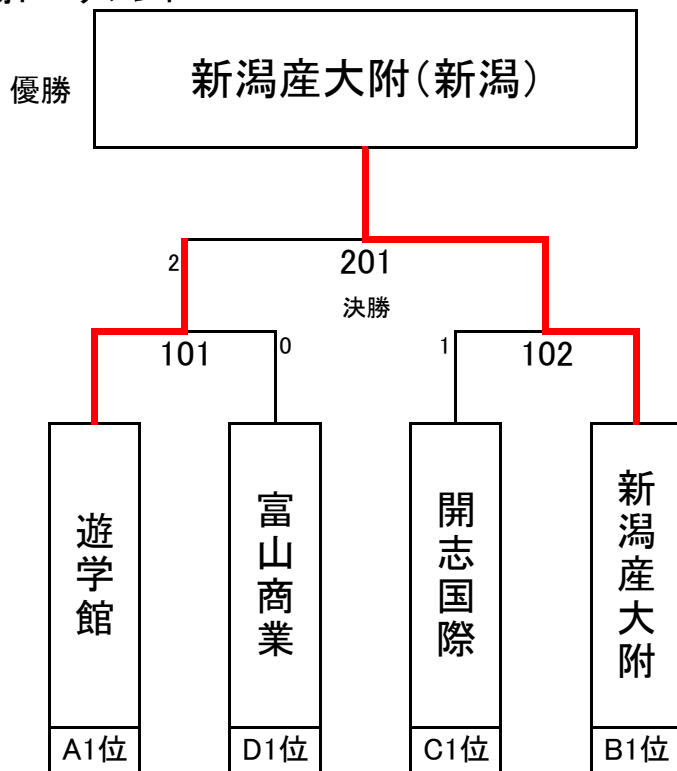 優勝
新潟産大附(新潟)
2
201
決勝
101
0
1
102
遊学館
富山商業
開志国際
新潟産大附
A1位
D1位
C1位
B1位